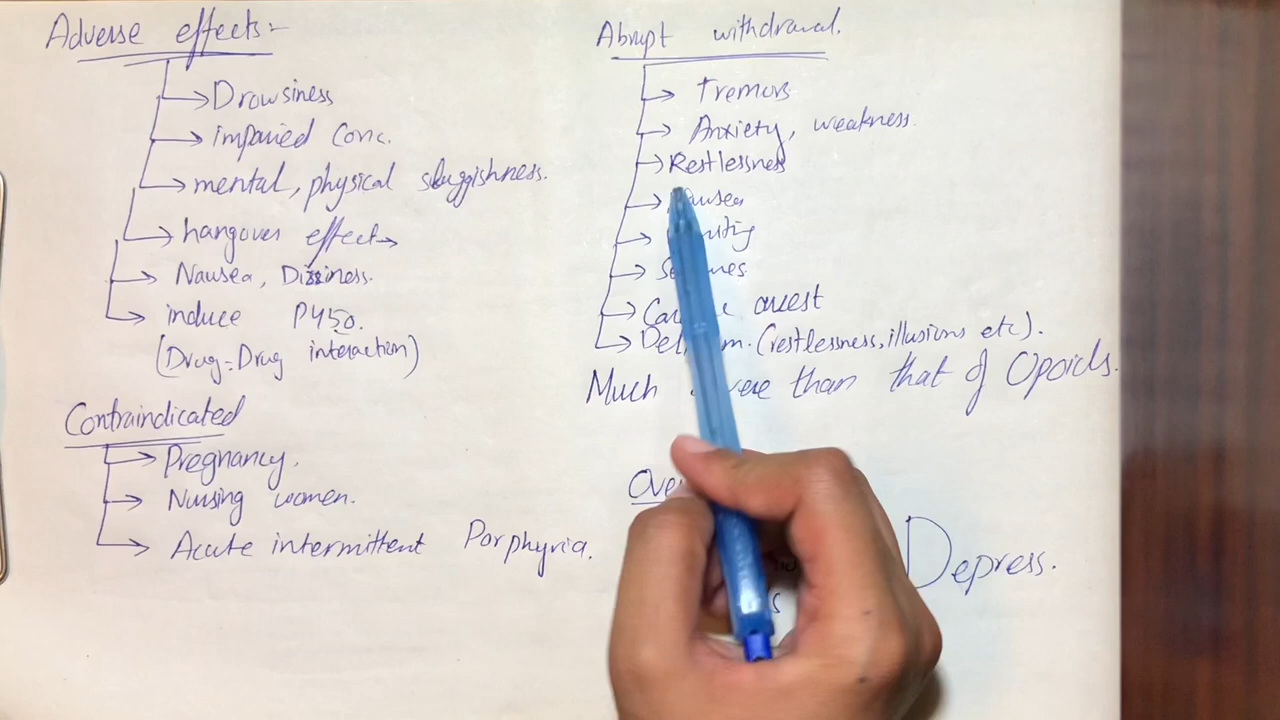 Adverse effects:-
Drowsiness
impaired Conc.
mental, physical sluggishness.
hangover effect
Nausea, Dizziness.
induce P450.
(Drug-Drug interaction)
Contraindicated
Pregnancy.
Nursing women.
Acute intermittent Porphyria.
Abrupt withdrawal.
Tremors
Anxiety, weakness.
Restlessness
arrest
(restlessness, illusions etc).
Much than that of Opoids.
Depress.